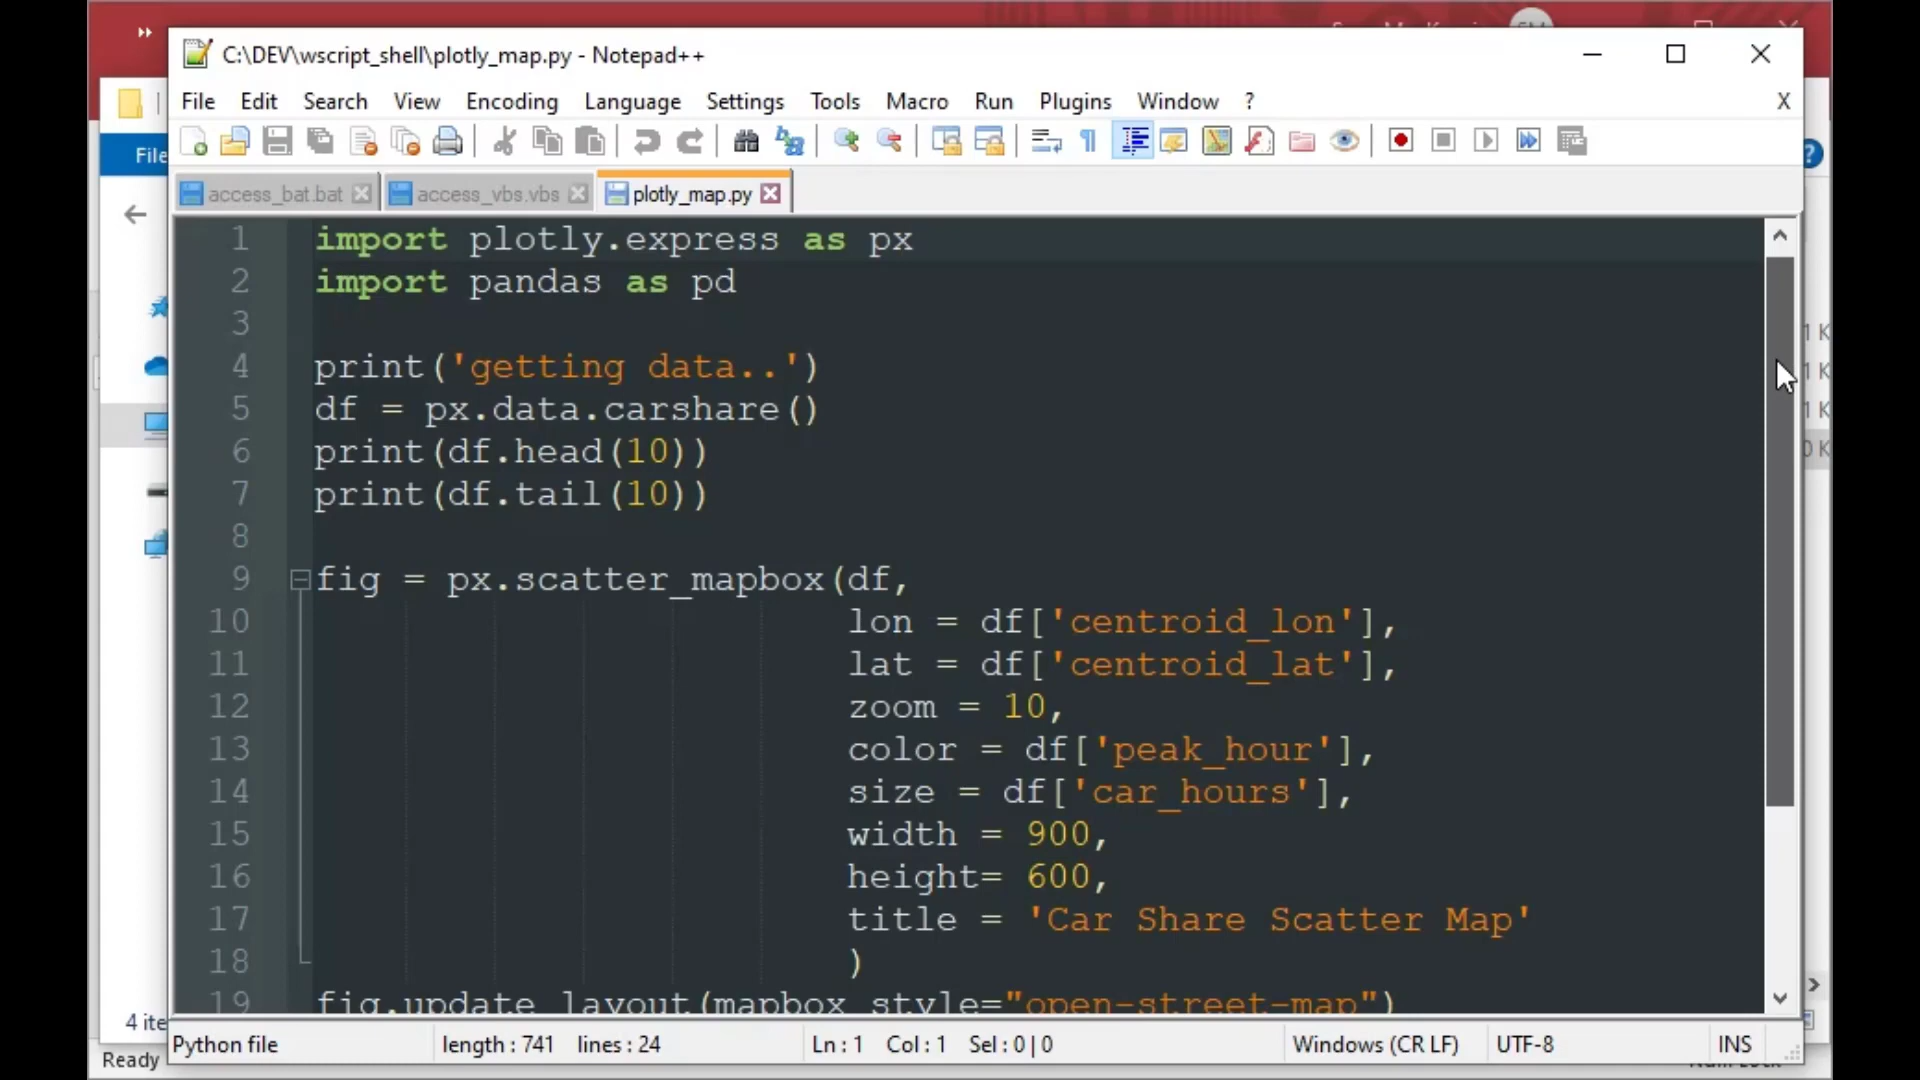 C:\DEV\wscript_shell\plotly_map.py - Notepad++
File Edit Search View Encoding Language Settings Tools Macro Run Plugins Window ? X
File
access_bat.bat access_vbs.vbs plotly_map.py
1 import plotly.express as px
2 import pandas as pd
3
4 print('getting data..')
5 df = px.data.carshare()
6 print(df.head(10))
7 print(df.tail(10))
8
9 fig = px.scatter_mapbox(df,
10 lon = df['centroid_lon'],
11 lat = df['centroid_lat'],
12 zoom = 10,
13 color = df['peak_hour'],
14 size = df['car_hours'],
15 width = 900,
16 height= 600,
17 title = 'Car Share Scatter Map'
18 )
19 fig.update_layout(mapbox_style="open-street-map")
4 ite
Python file length : 741 lines : 24 Ln : 1 Col : 1 Sel : 0 | 0 Windows (CR LF) UTF-8 INS
Ready